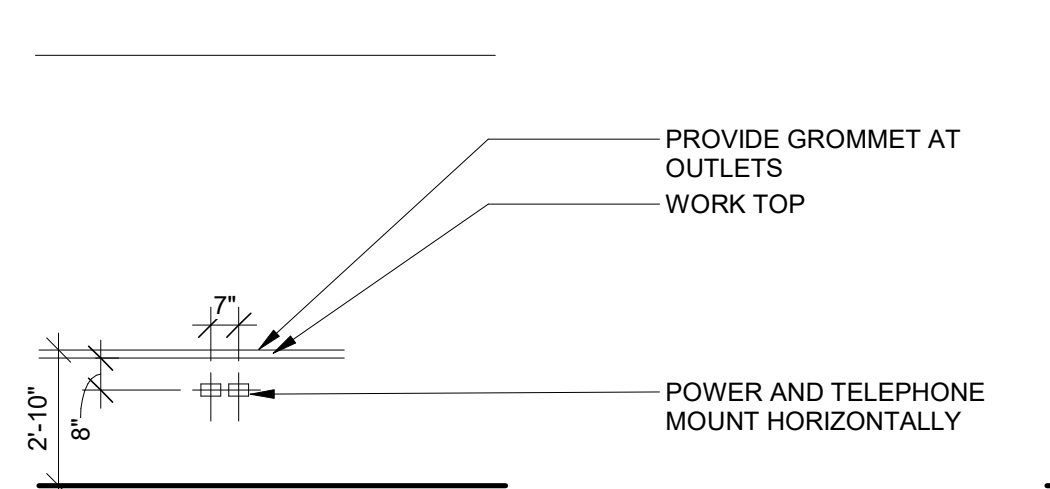 PROVIDE GROMMET AT
OUTLETS
WORK TOP
7"
2'-10"
8"
POWER AND TELEPHONE
MOUNT HORIZONTALLY